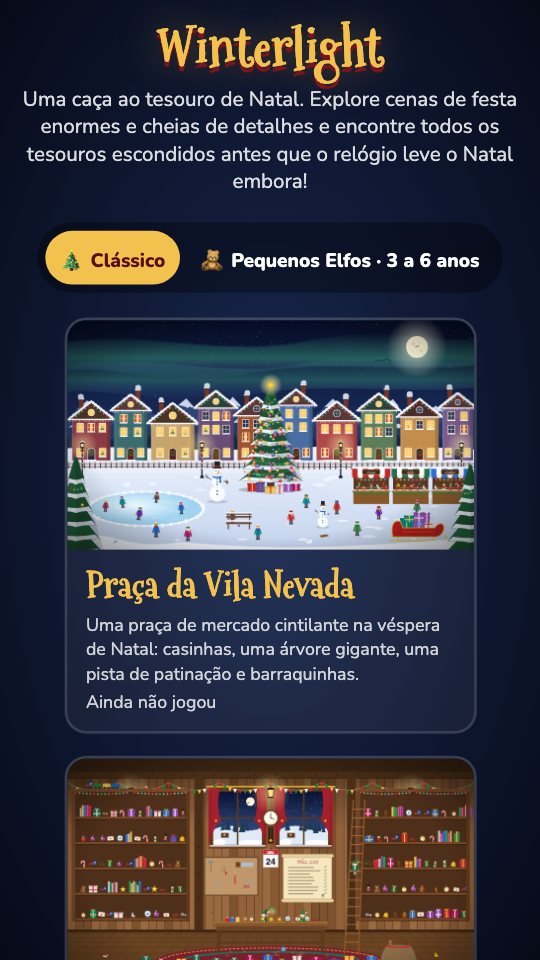 Winterlight
Uma caça ao tesouro de Natal. Explore cenas de festa
enormes e cheias de detalhes e encontre todos os
tesouros escondidos antes que o relógio leve o Natal
embora!
Clássico
Pequenos Elfos · 3 a 6 anos
Praça da Vila Nevada
Uma praça de mercado cintilante na véspera
de Natal: casinhas, uma árvore gigante, uma
pista de patinação e barraquinhas.
Ainda não jogou
24
Nice List